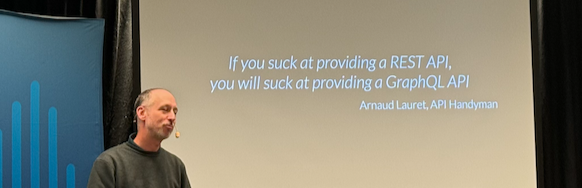 If you suck at providing a REST API,
you will suck at providing a GraphQL API
Arnaud Lauret, API Handyman